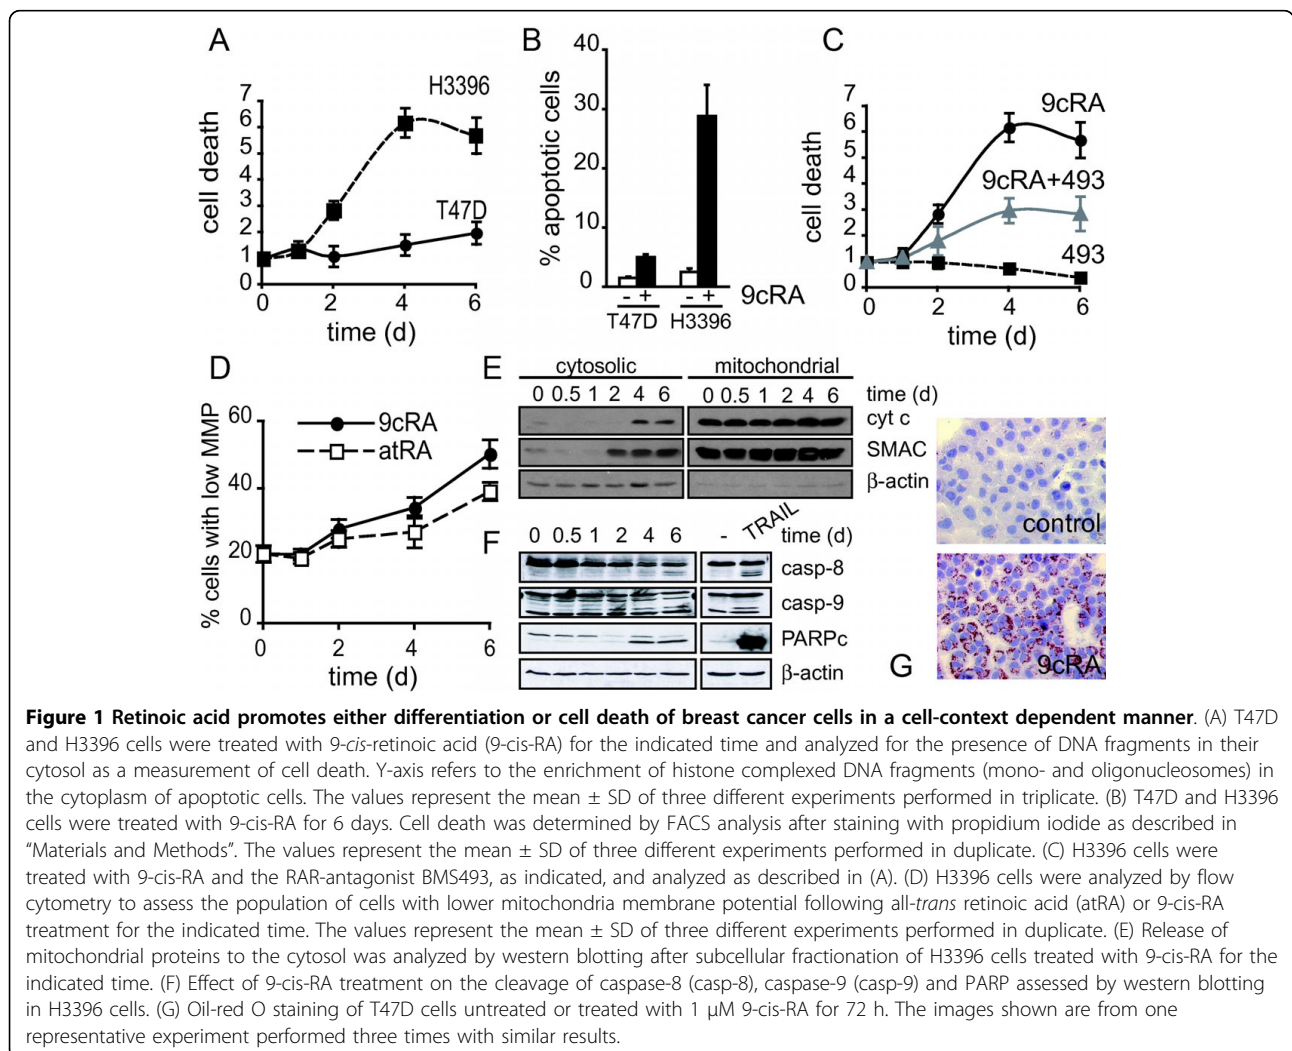 A
B
C
7
6
5
4
3
2
1
0
cell death
H3396
T47D
0 2 4 6
time (d)
40
30
20
10
0
% apoptotic cells
- + - + 9cRA
T47D H3396
7
6
5
4
3
2
1
0
cell death
9cRA
9cRA+493
493
0 2 4 6
time (d)
D
60
40
20
0
% cells with low MMP
9cRA
atRA
0 2 4 6
time (d)
E
cytosolic mitochondrial
0 0.5 1 2 4 6 0 0.5 1 2 4 6 time (d)
cyt c
SMAC
β-actin
F
0 0.5 1 2 4 6 - TRAIL time (d)
casp-8
casp-9
PARPc
β-actin
control
9cRA
G
Figure 1 Retinoic acid promotes either differentiation or cell death of breast cancer cells in a cell-context dependent manner. (A) T47D
and H3396 cells were treated with 9-cis-retinoic acid (9-cis-RA) for the indicated time and analyzed for the presence of DNA fragments in their
cytosol as a measurement of cell death. Y-axis refers to the enrichment of histone complexed DNA fragments (mono- and oligonucleosomes) in
the cytoplasm of apoptotic cells. The values represent the mean ± SD of three different experiments performed in triplicate. (B) T47D and H3396
cells were treated with 9-cis-RA for 6 days. Cell death was determined by FACS analysis after staining with propidium iodide as described in
“Materials and Methods”. The values represent the mean ± SD of three different experiments performed in duplicate. (C) H3396 cells were
treated with 9-cis-RA and the RAR-antagonist BMS493, as indicated, and analyzed as described in (A). (D) H3396 cells were analyzed by flow
cytometry to assess the population of cells with lower mitochondria membrane potential following all-trans retinoic acid (atRA) or 9-cis-RA
treatment for the indicated time. The values represent the mean ± SD of three different experiments performed in duplicate. (E) Release of
mitochondrial proteins to the cytosol was analyzed by western blotting after subcellular fractionation of H3396 cells treated with 9-cis-RA for the
indicated time. (F) Effect of 9-cis-RA treatment on the cleavage of caspase-8 (casp-8), caspase-9 (casp-9) and PARP assessed by western blotting
in H3396 cells. (G) Oil-red O staining of T47D cells untreated or treated with 1 μM 9-cis-RA for 72 h. The images shown are from one
representative experiment performed three times with similar results.